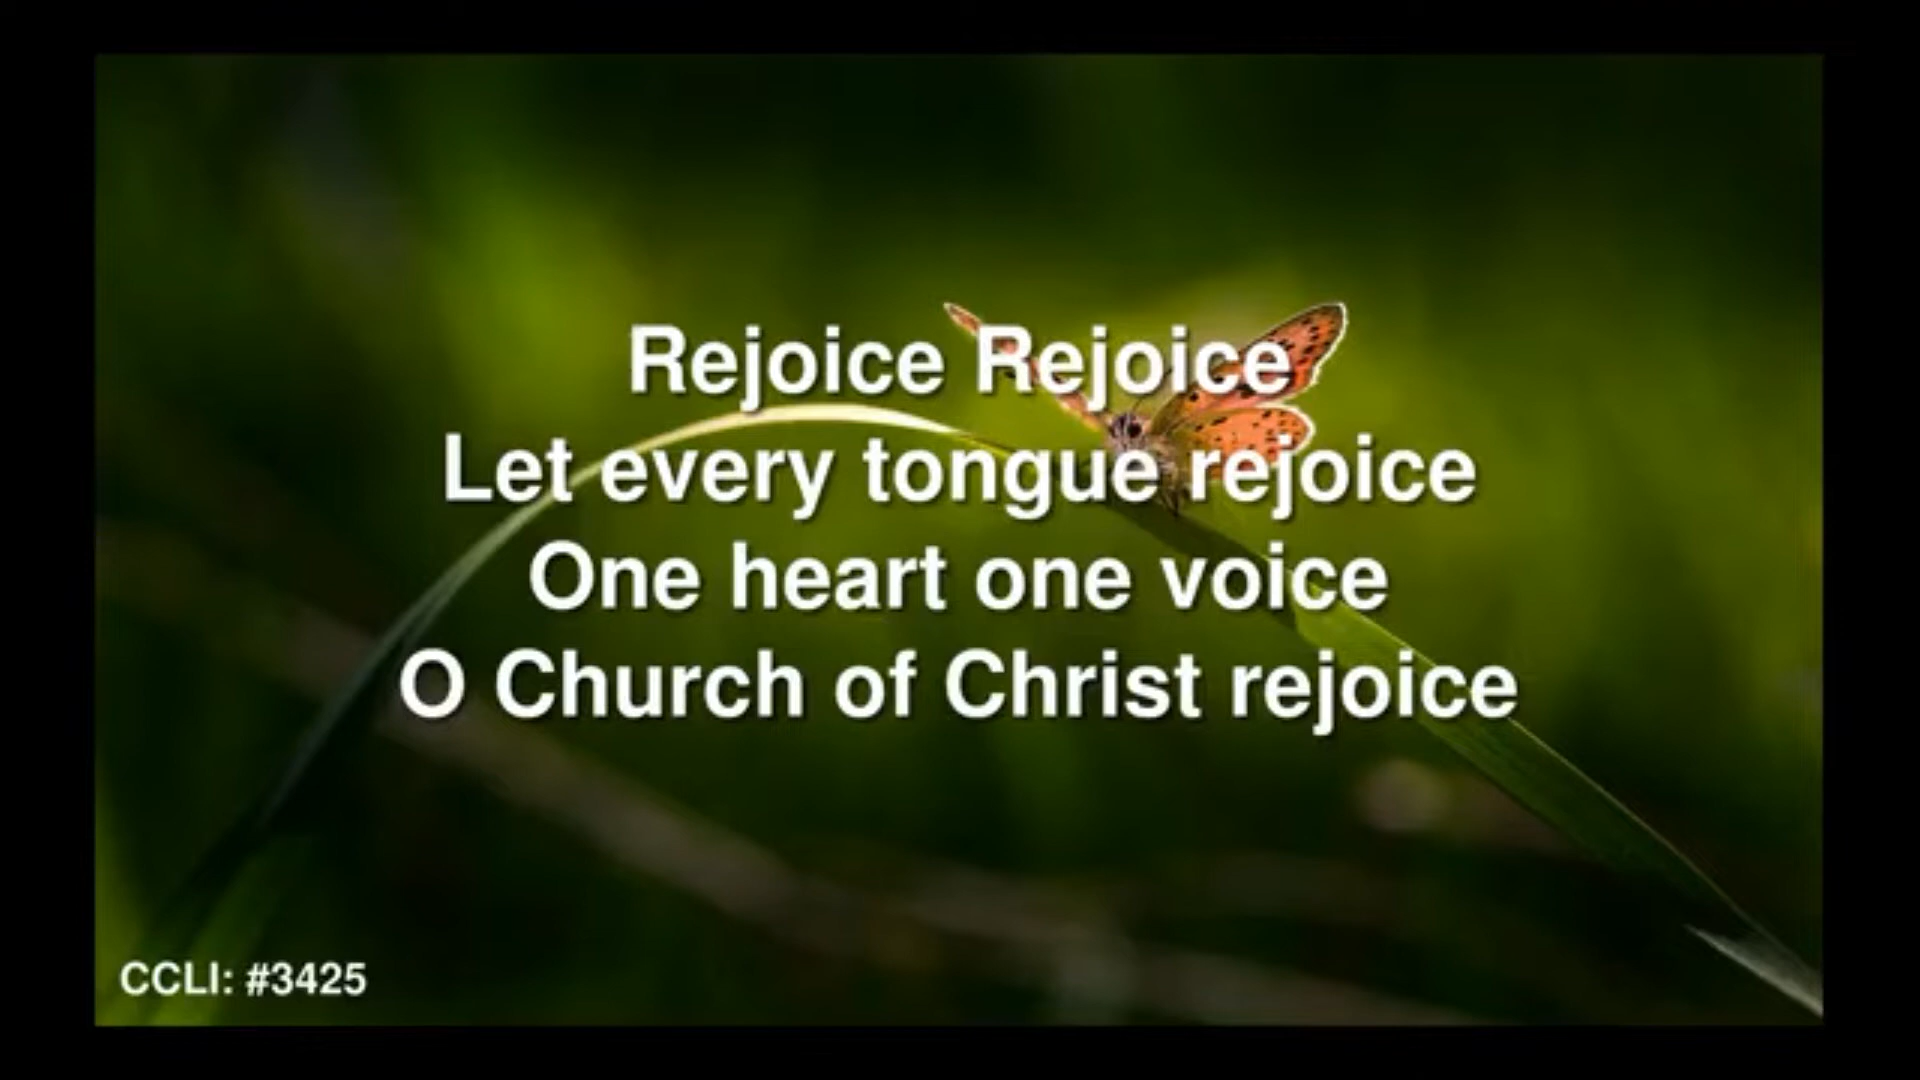 Rejoice Rejoice
Let every tongue rejoice
One heart one voice
O Church of Christ rejoice
CCLI: #3425